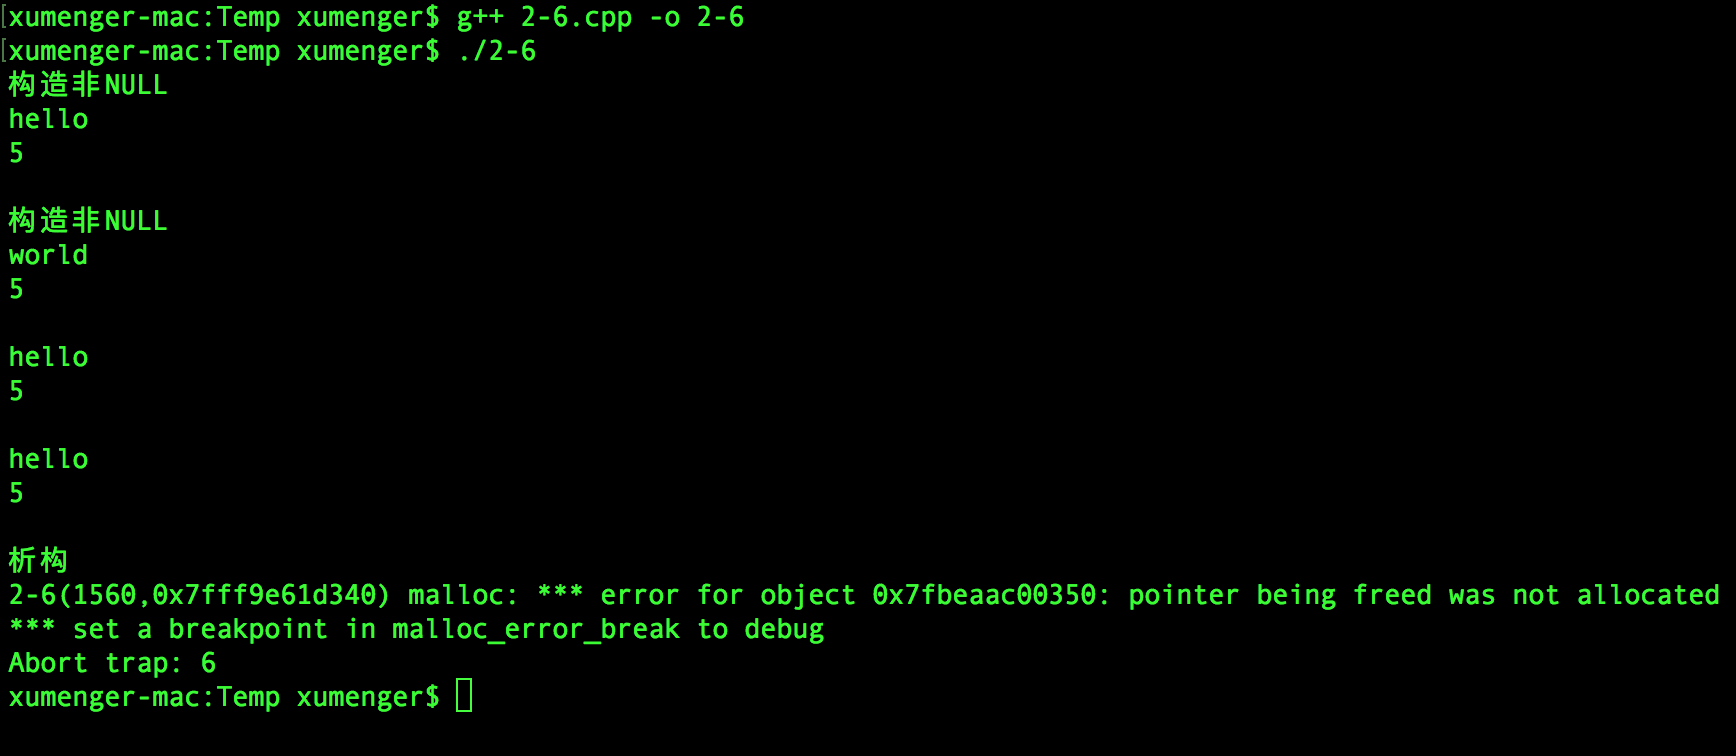 [xumenger-mac:Temp xumenger$ g++ 2-6.cpp -o 2-6
[xumenger-mac:Temp xumenger$ ./2-6
构造非NULL
hello
5
构造非NULL
world
5
hello
5
hello
5
析构
2-6(1560,0x7fff9e61d340) malloc: *** error for object 0x7fbeaac00350: pointer being freed was not allocated
*** set a breakpoint in malloc_error_break to debug
Abort trap: 6
xumenger-mac:Temp xumenger$